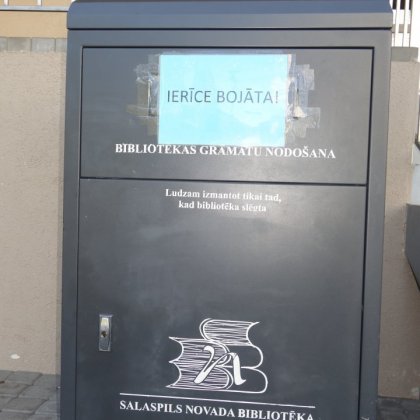 IERĪCE BOJĀTA!
BIBLIOTĒKAS GRĀMATU NODOŠANA
Lūdzam izmantot tikai tad,
kad bibliotēka slēgta
SALASPILS NOVADA BIBLIOTĒKA